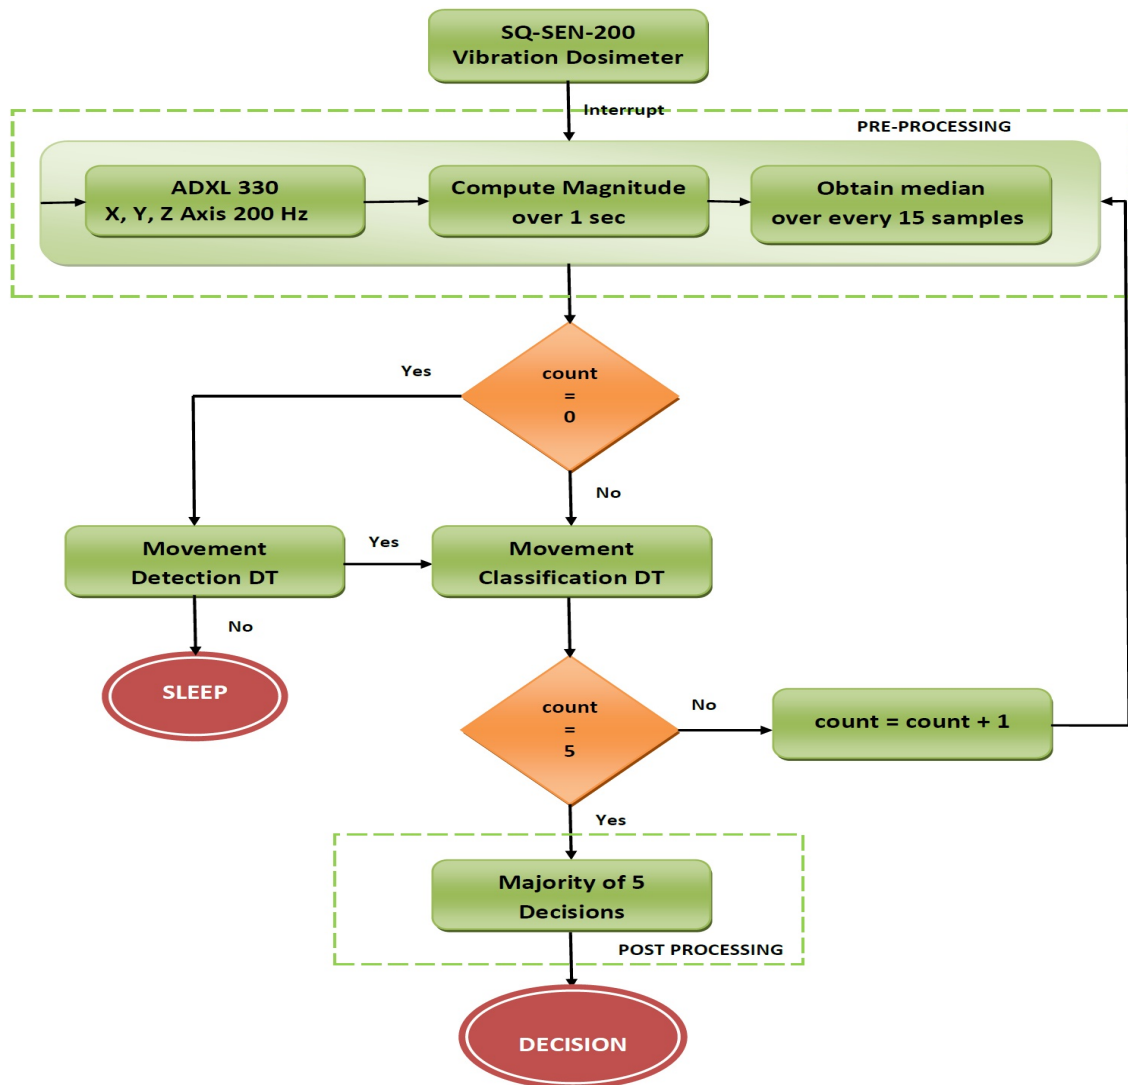 SQ-SEN-200
Vibration Dosimeter
Interrupt
PRE-PROCESSING
ADXL 330
X, Y, Z Axis 200 Hz
Compute Magnitude
over 1 sec
Obtain median
over every 15 samples
Yes
count
=
0
No
Movement
Detection DT
Yes
Movement
Classification DT
No
SLEEP
count
=
5
No
count = count + 1
Yes
Majority of 5
Decisions
POST PROCESSING
DECISION